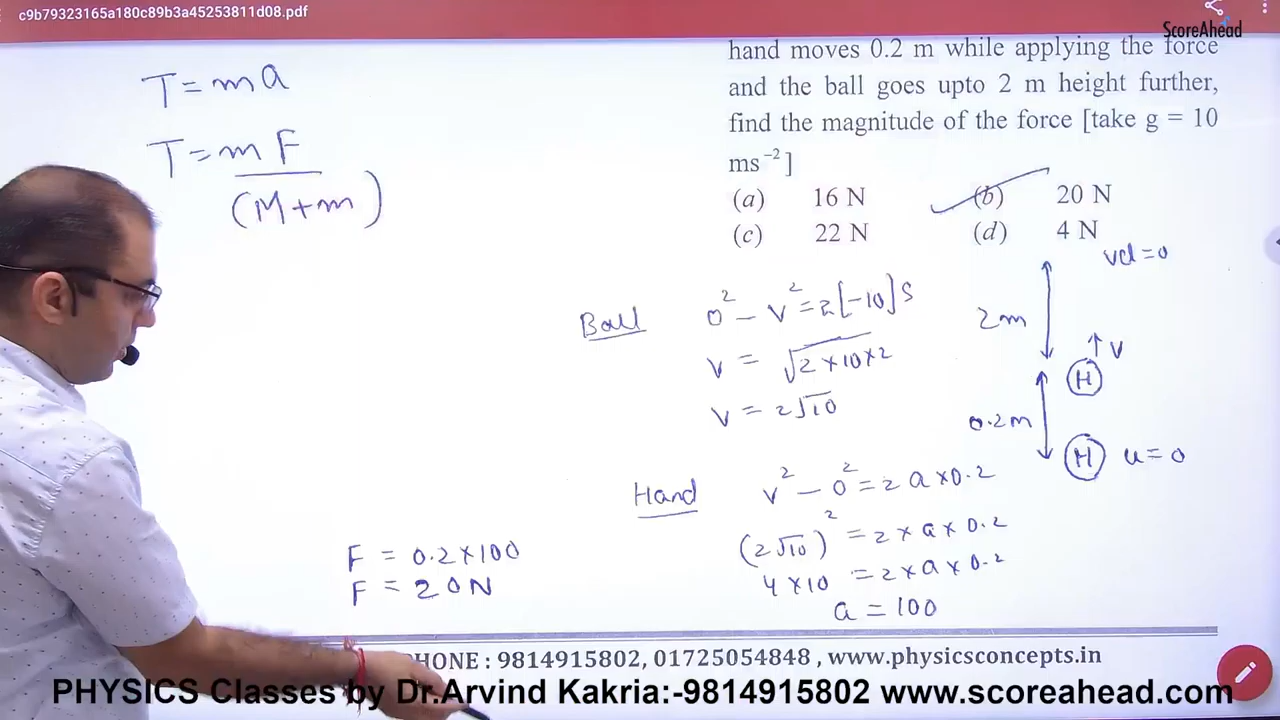 c9b79323165a180c89b3a45253811d08.pdf
ScoreAhead
hand moves 0.2 m while applying the force
and the ball goes upto 2 m height further,
find the magnitude of the force [take g = 10
ms⁻²]
(a) 16 N (b) 20 N
(c) 22 N (d) 4 N
T = ma
T = mF
(M+m)
vd = 0
2m
↑ v
H
0.2m
H u = 0
Ball 0² - v² = 2[-10]s
v = √2×10×2
v = 2√10
Hand v² - 0² = 2a×0.2
(2√10)² = 2×a×0.2
4×10 = 2×a×0.2
a = 100
F = 0.2×100
F = 20N
PHONE : 9814915802, 01725054848 , www.physicsconcepts.in
PHYSICS Classes by Dr.Arvind Kakria:-9814915802 www.scoreahead.com